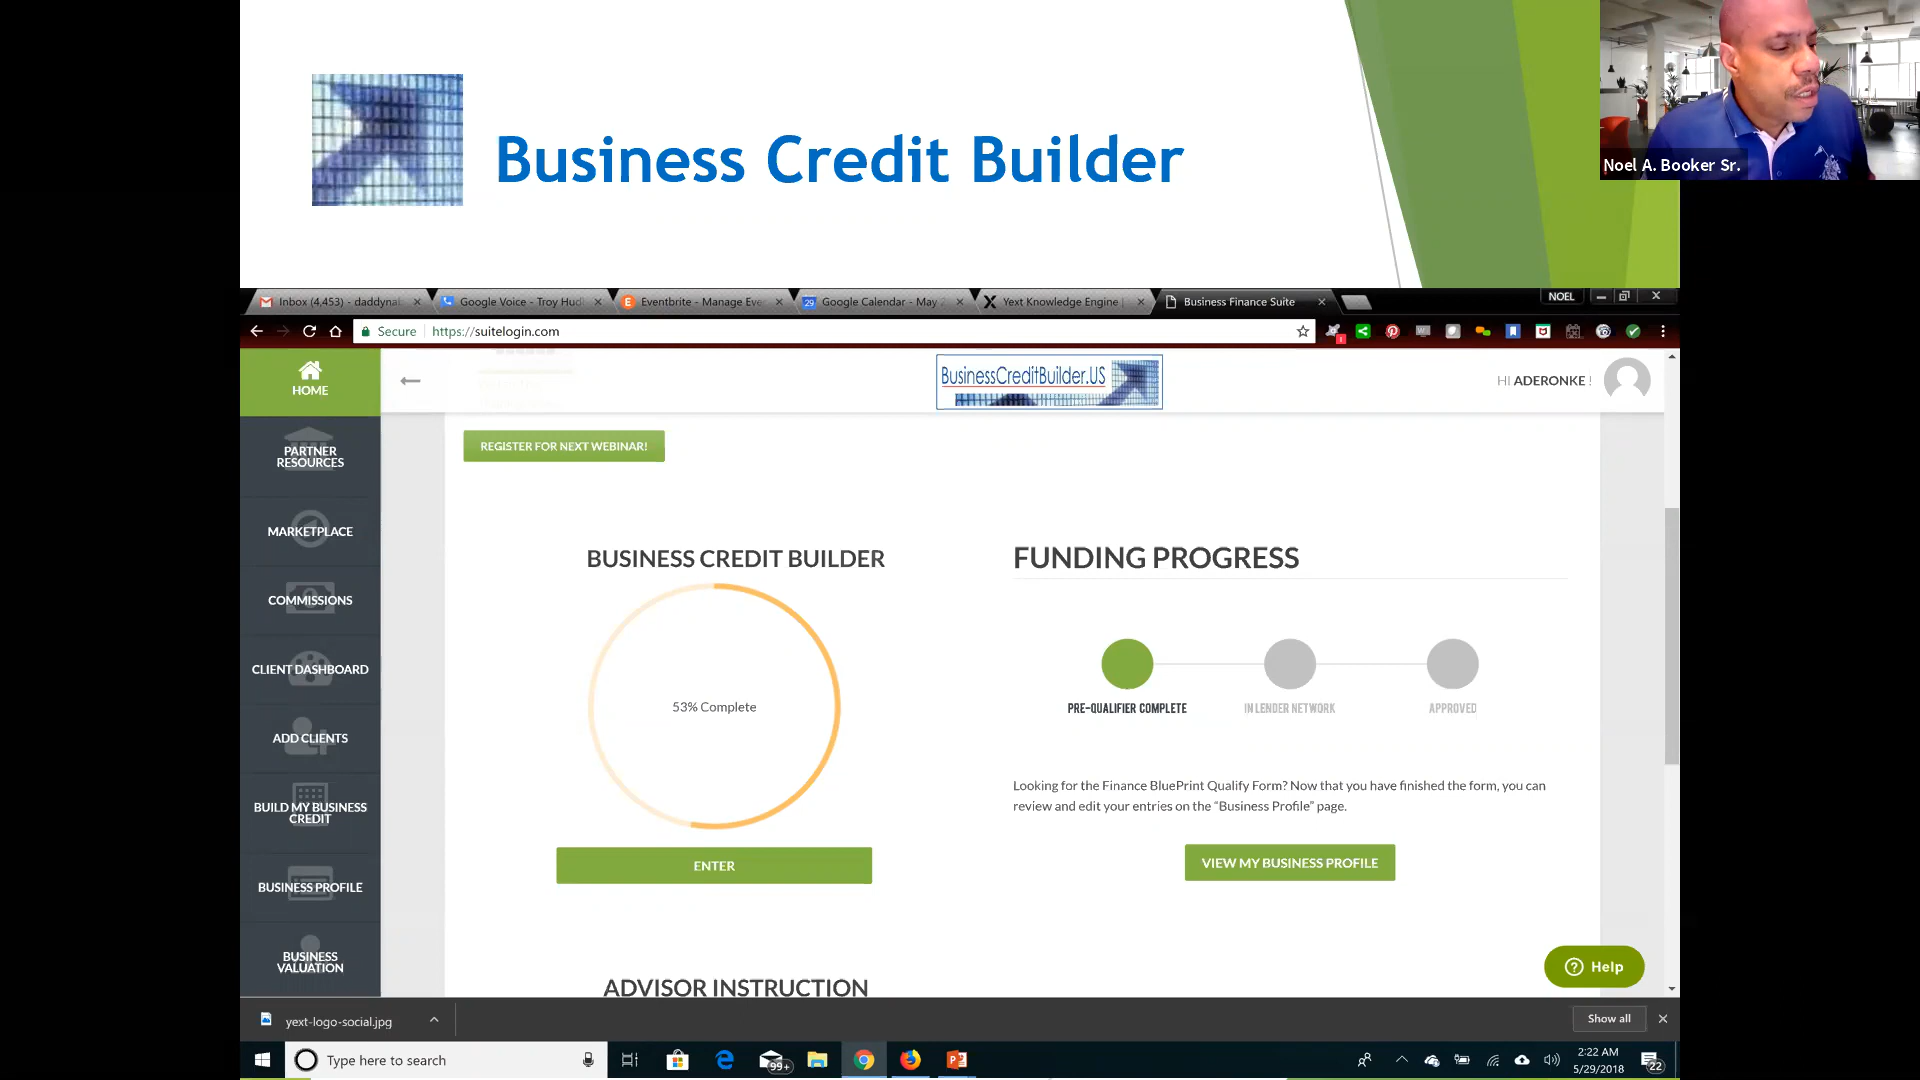 Business Credit Builder
Noel A. Booker Sr.
Inbox (4,453) - daddyna
Google Voice - Troy Hud
Eventbrite - Manage Eve
Google Calendar - May 2
Yext Knowledge Engine
Business Finance Suite
NOEL
Secure
https://suitelogin.com
HOME
BusinessCreditBuilder.US
HI ADERONKE !
PARTNER
RESOURCES
MARKETPLACE
COMMISSIONS
CLIENT DASHBOARD
ADD CLIENTS
BUILD MY BUSINESS
CREDIT
BUSINESS PROFILE
BUSINESS
VALUATION
REGISTER FOR NEXT WEBINAR!
BUSINESS CREDIT BUILDER
53% Complete
ENTER
FUNDING PROGRESS
PRE-QUALIFIER COMPLETE
IN LENDER NETWORK
APPROVED
Looking for the Finance BluePrint Qualify Form? Now that you have finished the form, you can
review and edit your entries on the “Business Profile” page.
VIEW MY BUSINESS PROFILE
ADVISOR INSTRUCTION
Help
yext-logo-social.jpg
Show all
Type here to search
99+
2:22 AM
5/29/2018
22